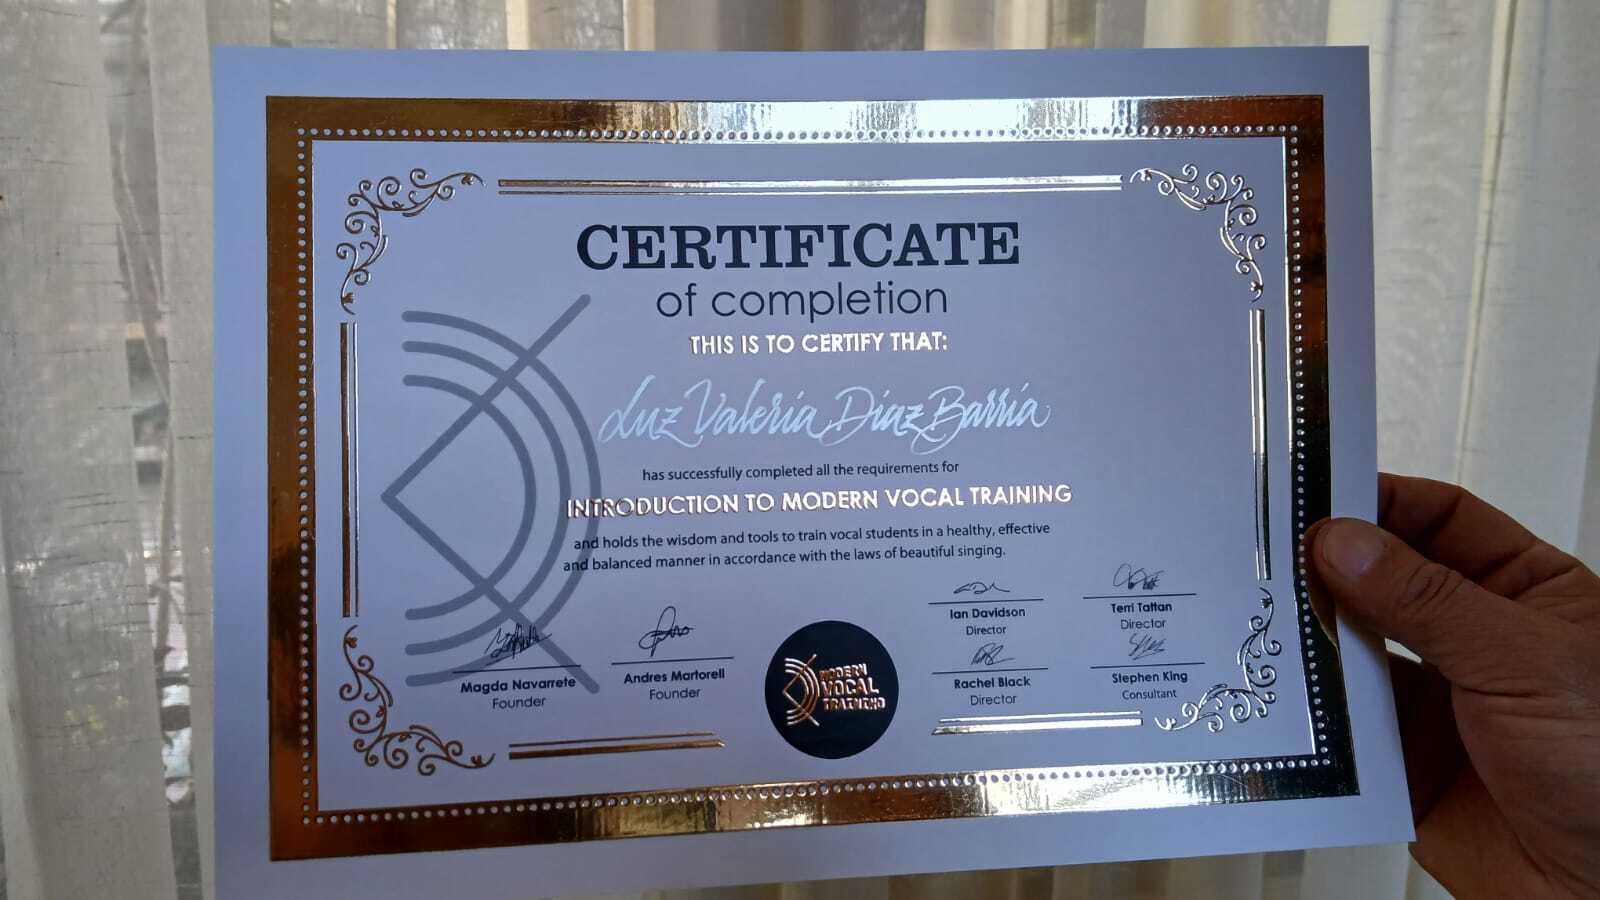 CERTIFICATE
of completion
THIS IS TO CERTIFY THAT:
Luz Valeria Díaz Barría
has successfully completed all the requirements for
INTRODUCTION TO MODERN VOCAL TRAINING
and holds the wisdom and tools to train vocal students in a healthy, effective
and balanced manner in accordance with the laws of beautiful singing.
Magda Navarrete
Founder
Andres Martorell
Founder
MODERN
VOCAL
TRAINING
Ian Davidson
Director
Terri Tattan
Director
Rachel Black
Director
Stephen King
Consultant